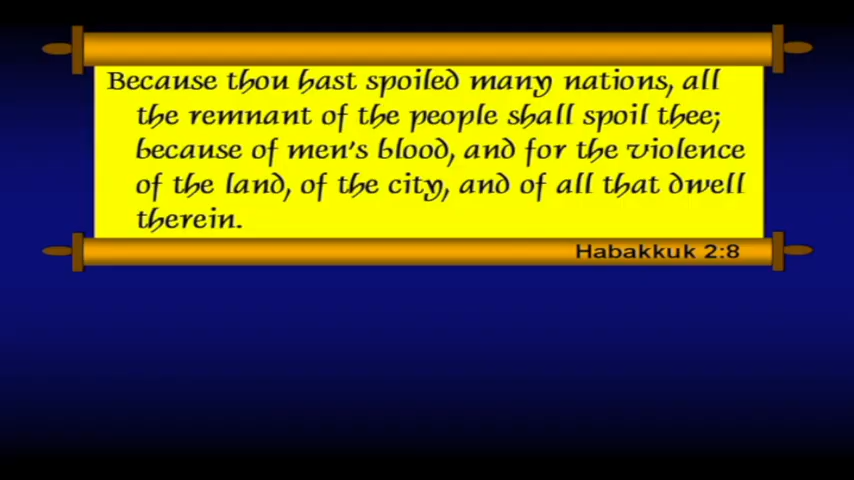 Because thou hast spoiled many nations, all
the remnant of the people shall spoil thee;
because of men's blood, and for the violence
of the land, of the city, and of all that dwell
therein.
Habakkuk 2:8